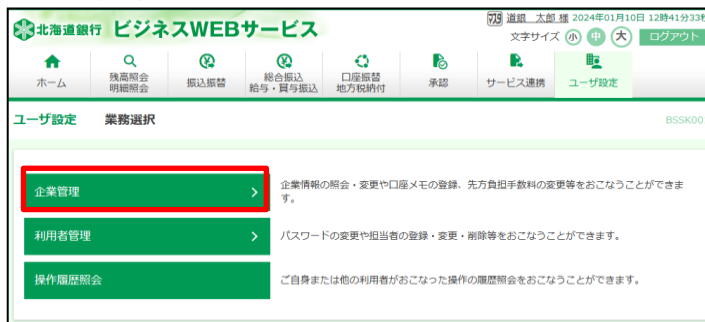 北海道銀行 ビジネスWEBサービス
道銀 太郎 様 2024年01月10日 12時41分33秒
文字サイズ 小 中 大 ログアウト
ホーム
残高照会
明細照会
振込振替
総合振込
給与・賞与振込
口座振替
地方税納付
承認
サービス連携
ユーザ設定
ユーザ設定 業務選択 BSSK00
企業管理
企業情報の照会・変更や口座メモの登録、先方負担手数料の変更等をおこなうことができま
す。
利用者管理
パスワードの変更や担当者の登録・変更・削除等をおこなうことができます。
操作履歴照会
ご自身または他の利用者がおこなった操作の履歴照会をおこなうことができます。